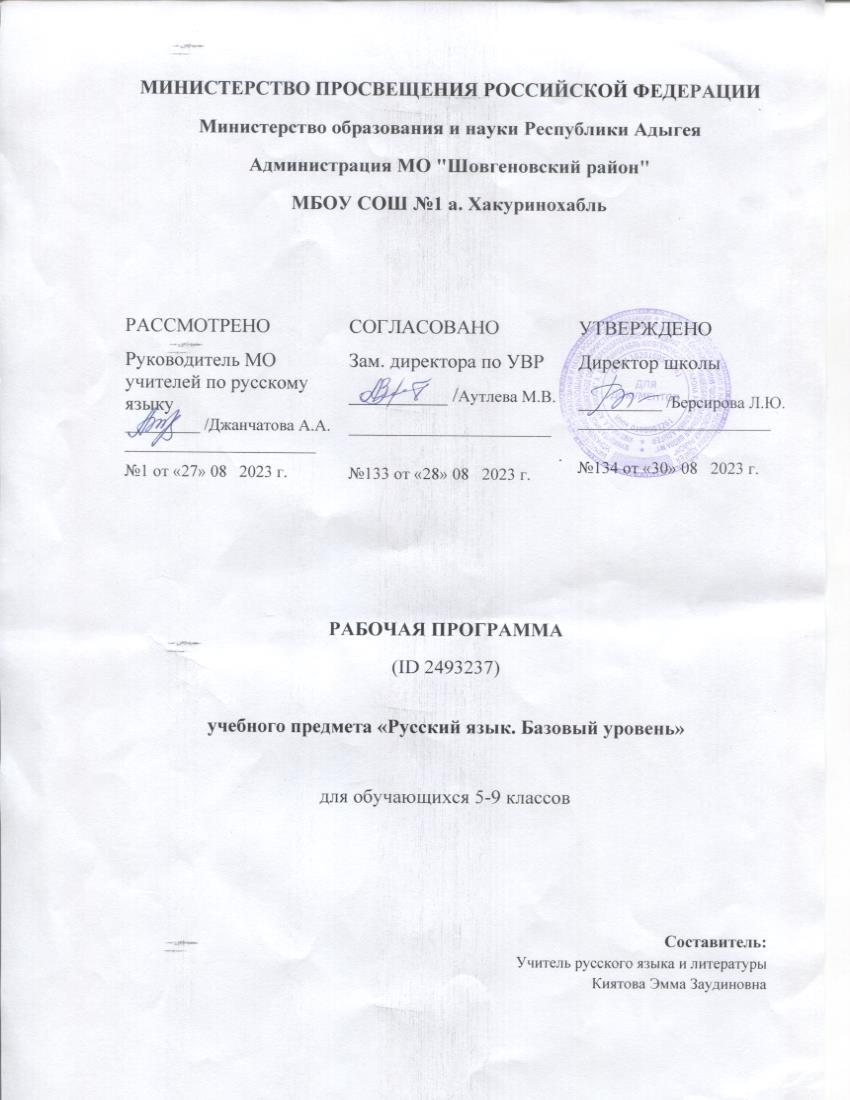 МИНИСТЕРСТВО ПРОСВЕЩЕНИЯ РОССИЙСКОЙ ФЕДЕРАЦИИ
Министерство образования и науки Республики Адыгея
Администрация МО "Шовгеновский район"
МБОУ СОШ №1 а. Хакуринохабль
РАССМОТРЕНО
Руководитель МО
учителей по русскому
языку
/Джанчатова А.А.
№1 от «27» 08 2023 г.
СОГЛАСОВАНО
Зам. директора по УВР
/Аутлева М.В.
№133 от «28» 08 2023 г.
УТВЕРЖДЕНО
Директор школы
/Берсирова Л.Ю.
№134 от «30» 08 2023 г.
ДЛЯ
РАБОЧАЯ ПРОГРАММА
(ID 2493237)
учебного предмета «Русский язык. Базовый уровень»
для обучающихся 5-9 классов
Составитель:
Учитель русского языка и литературы
Киятова Эмма Заудиновна